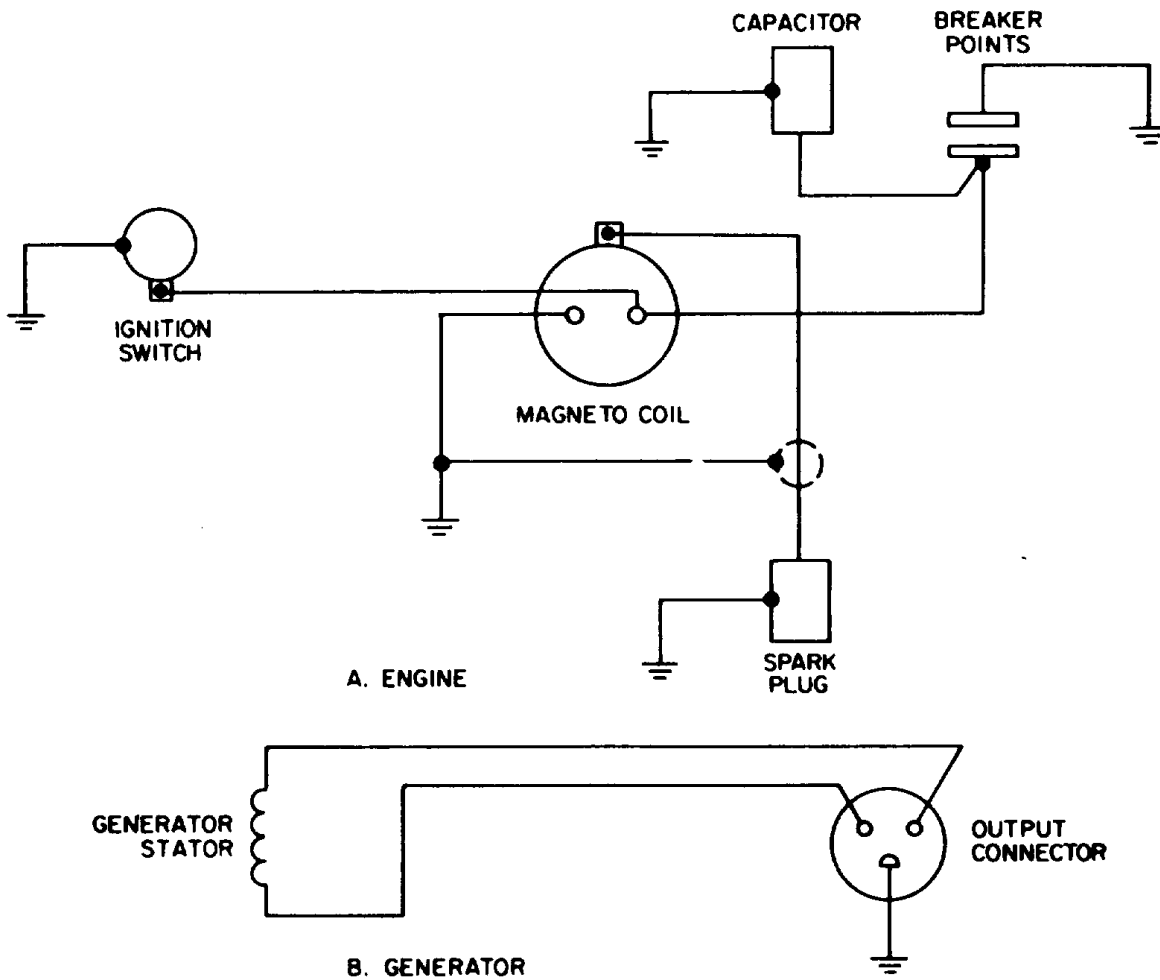 CAPACITOR
BREAKER
POINTS
IGNITION
SWITCH
MAGNETO COIL
SPARK
PLUG
A. ENGINE
GENERATOR
STATOR
OUTPUT
CONNECTOR
B. GENERATOR